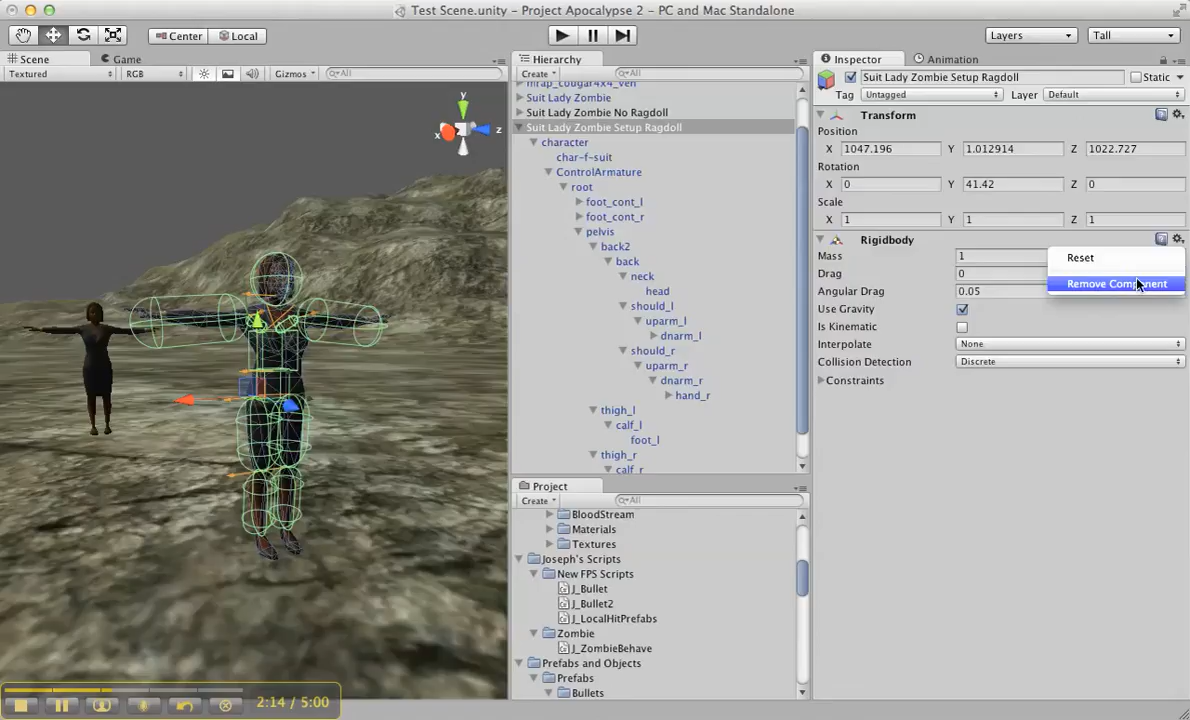 Test Scene.unity - Project Apocalypse 2 - PC and Mac Standalone
Center
Local
Layers
Tall
Scene
Game
Textured
RGB
Gizmos
All
Hierarchy
Create
All
mrap_cougar4x4_ven
Suit Lady Zombie
Suit Lady Zombie No Ragdoll
Suit Lady Zombie Setup Ragdoll
character
char-f-suit
ControlArmature
root
foot_cont_l
foot_cont_r
pelvis
back2
back
neck
head
should_l
uparm_l
dnarm_l
should_r
uparm_r
dnarm_r
hand_r
thigh_l
calf_l
foot_l
thigh_r
calf_r
Project
Create
All
BloodStream
Materials
Textures
Joseph's Scripts
New FPS Scripts
J_Bullet
J_Bullet2
J_LocalHitPrefabs
Zombie
J_ZombieBehave
Prefabs and Objects
Prefabs
Bullets
Inspector
Animation
Suit Lady Zombie Setup Ragdoll
Static
Tag Untagged Layer Default
Transform
Position
X 1047.196 Y 1.012914 Z 1022.727
Rotation
X 0 Y 41.42 Z 0
Scale
X 1 Y 1 Z 1
Rigidbody
Mass 1
Drag 0
Angular Drag 0.05
Use Gravity
Is Kinematic
Interpolate None
Collision Detection Discrete
Constraints
Reset
Remove Component
y
x
z
2:14 / 5:00